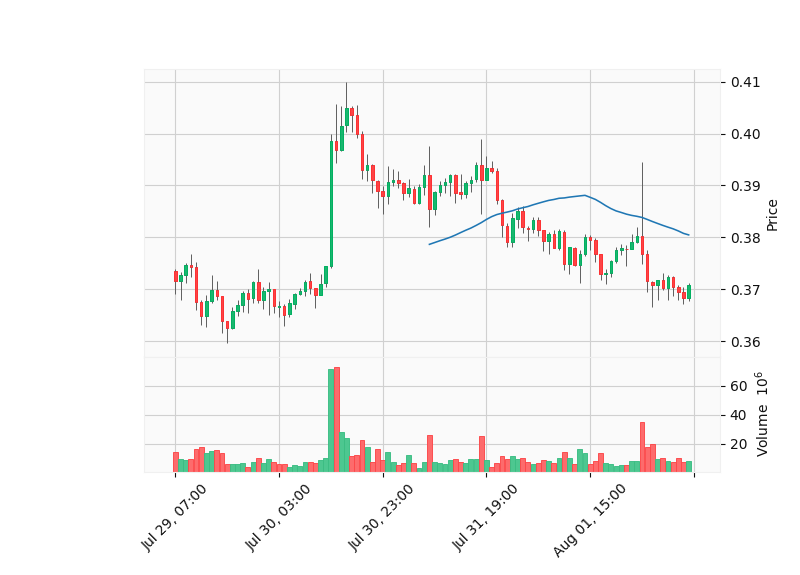 0.41
0.40
0.39
0.38
0.37
0.36
Price
60
40
20
Volume 10^6
Jul 29, 07:00
Jul 30, 03:00
Jul 30, 23:00
Jul 31, 19:00
Aug 01, 15:00